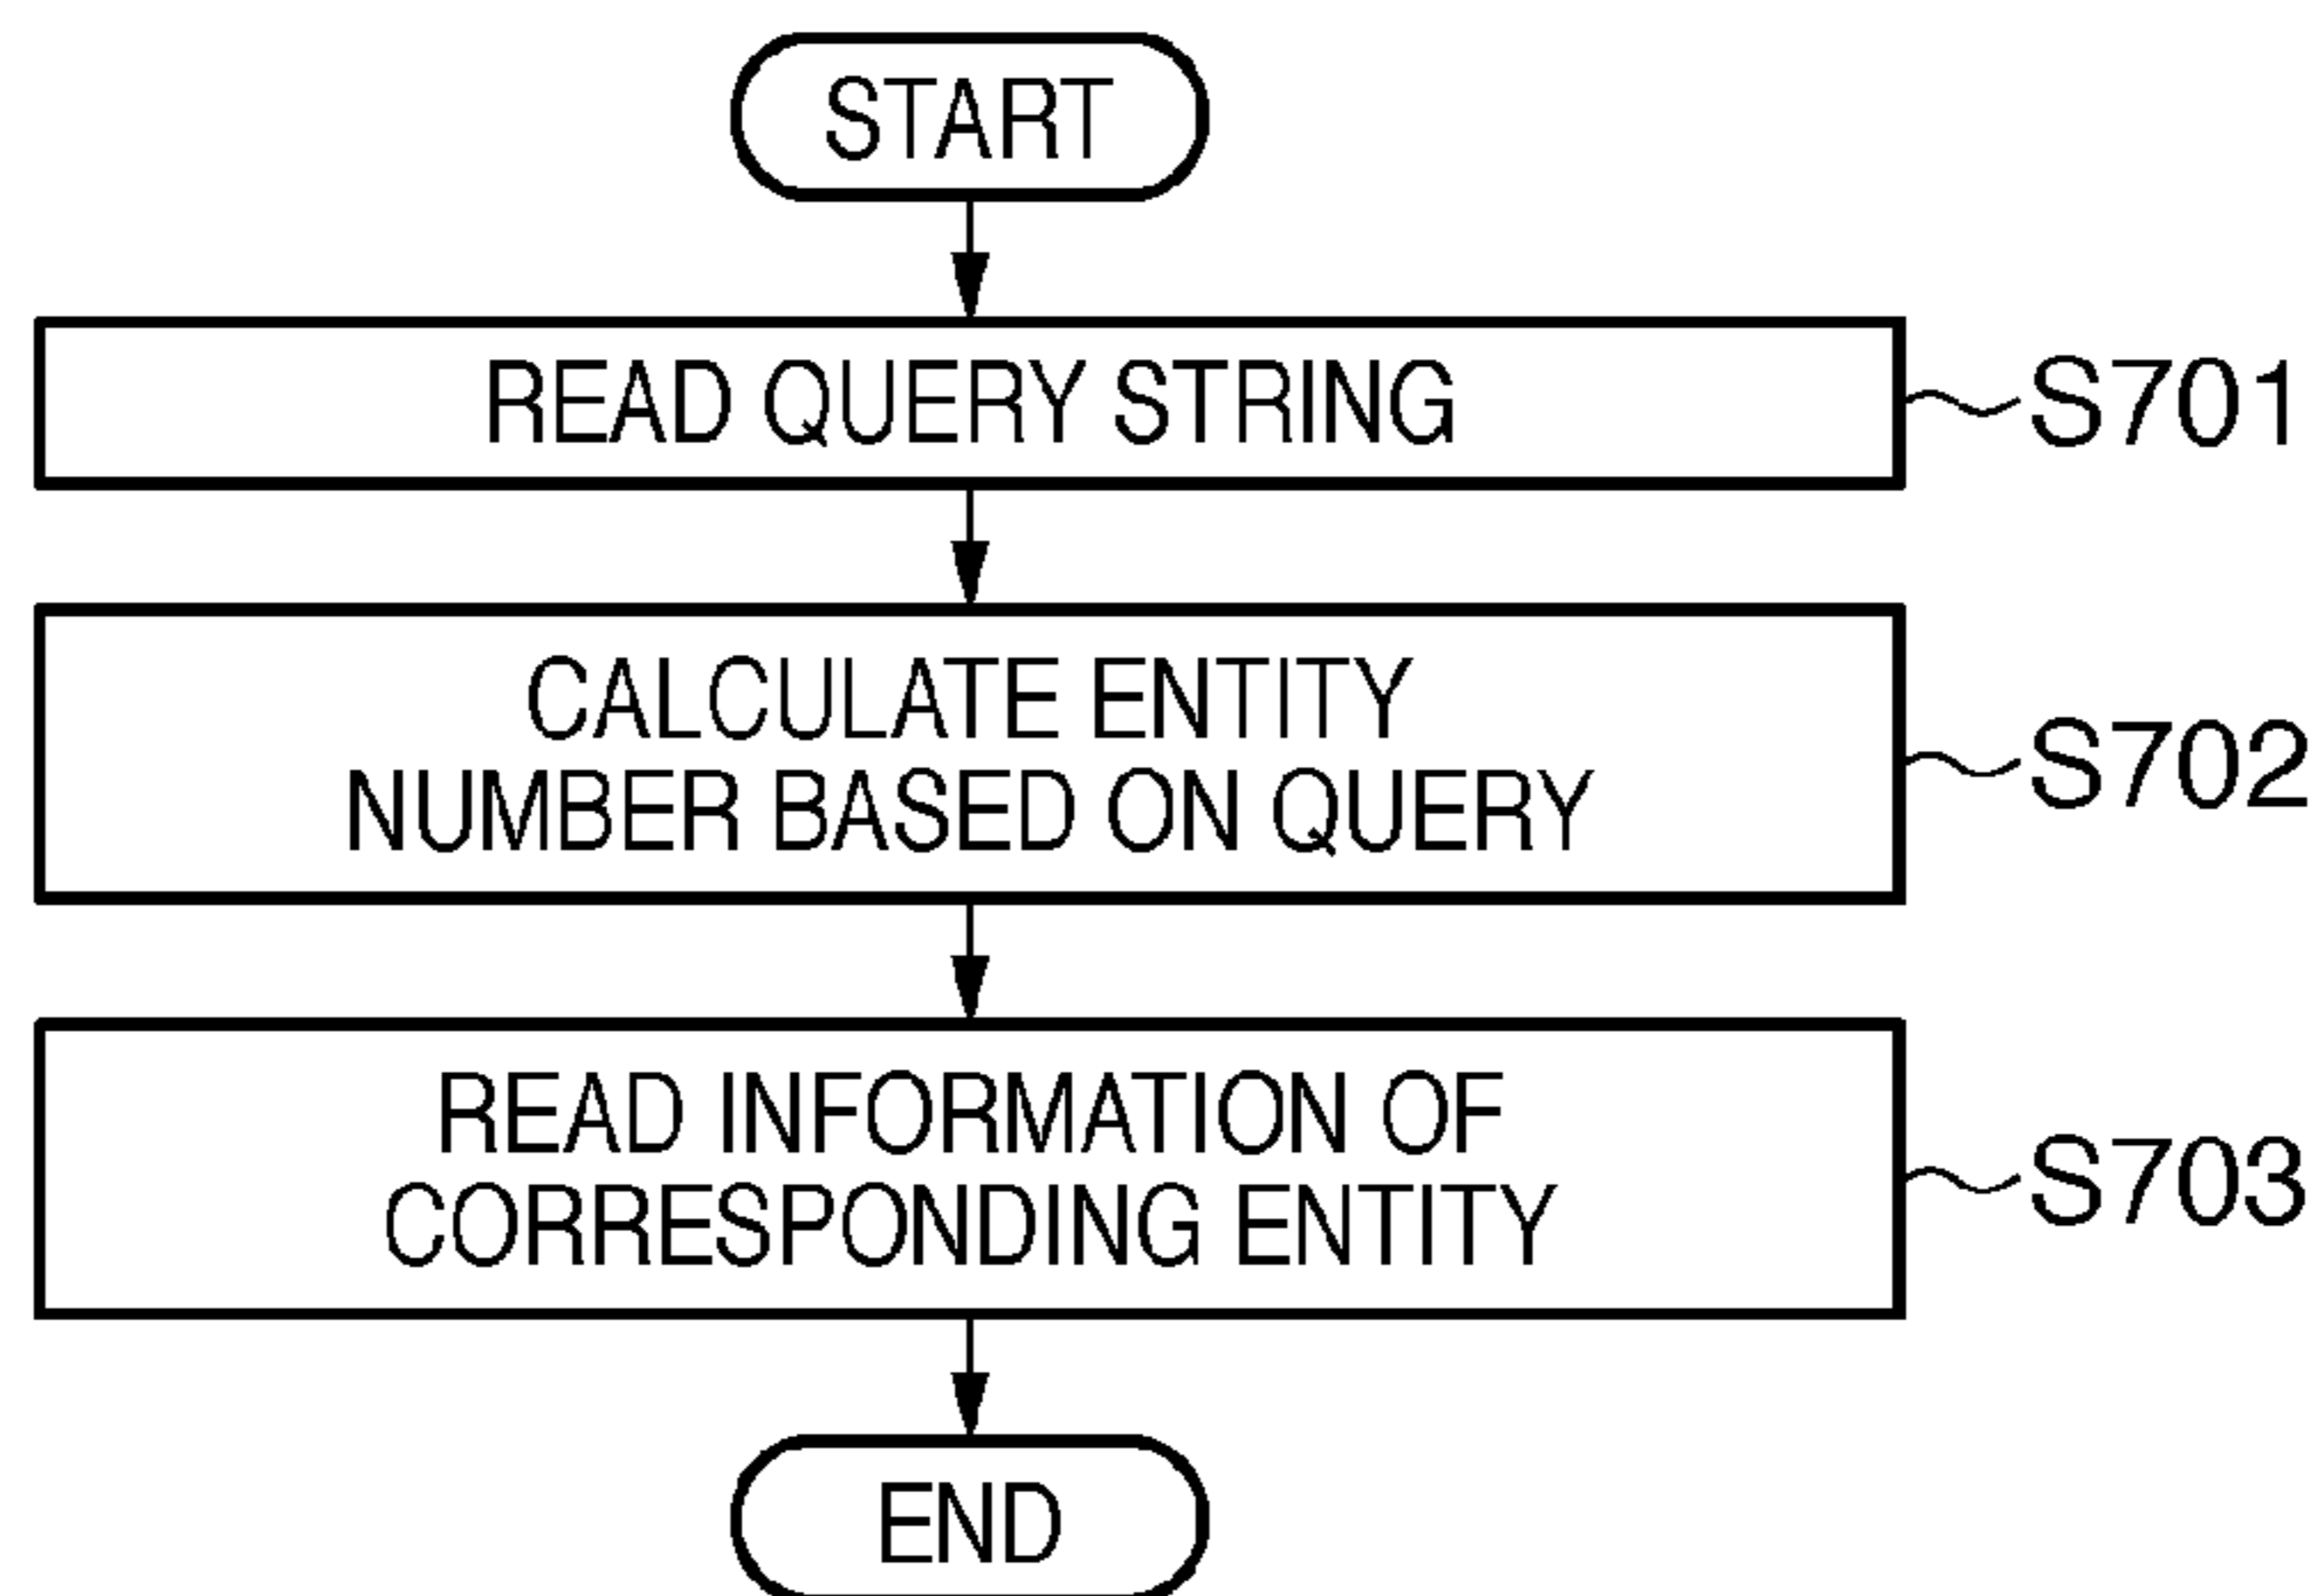 START
READ QUERY STRING
S701
CALCULATE ENTITY
NUMBER BASED ON QUERY
S702
READ INFORMATION OF
CORRESPONDING ENTITY
S703
END